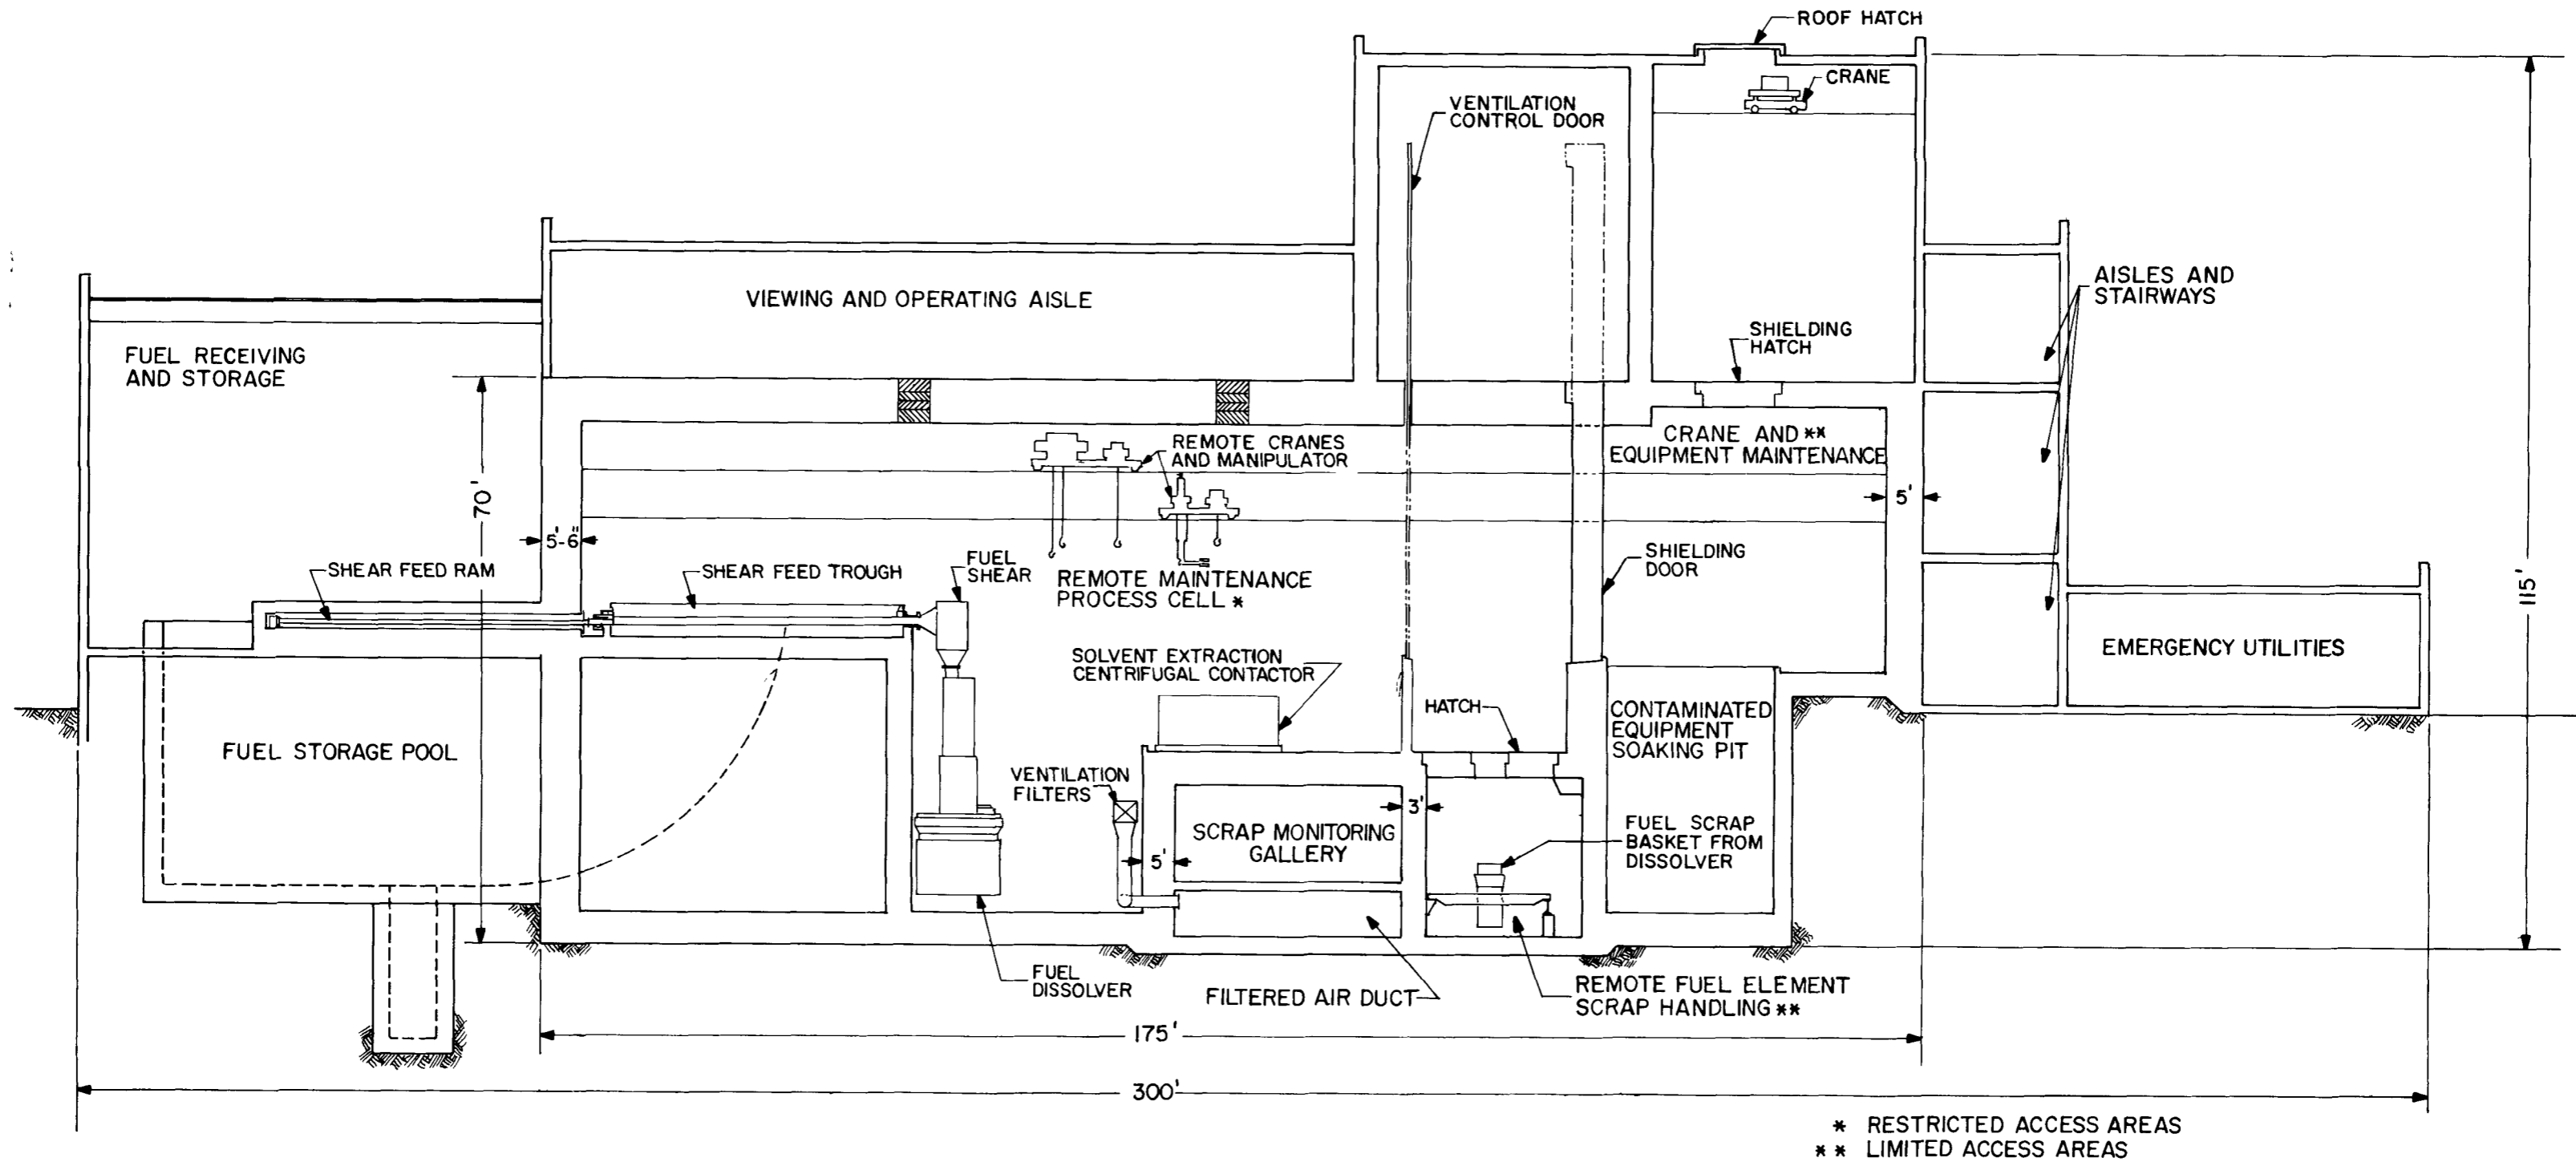 ROOF HATCH
CRANE
VENTILATION
CONTROL DOOR
VIEWING AND OPERATING AISLE
AISLES AND
STAIRWAYS
FUEL RECEIVING
AND STORAGE
SHIELDING
HATCH
CRANE AND **
EQUIPMENT MAINTENANCE
REMOTE CRANES
AND MANIPULATOR
70'
5'
5'-6"
SHEAR FEED RAM
SHEAR FEED TROUGH
FUEL
SHEAR
REMOTE MAINTENANCE
PROCESS CELL *
SHIELDING
DOOR
115'
EMERGENCY UTILITIES
SOLVENT EXTRACTION
CENTRIFUGAL CONTACTOR
HATCH
CONTAMINATED
EQUIPMENT
SOAKING PIT
FUEL STORAGE POOL
VENTILATION
FILTERS
3'
SCRAP MONITORING
GALLERY
5'
FUEL SCRAP
BASKET FROM
DISSOLVER
FUEL
DISSOLVER
FILTERED AIR DUCT
REMOTE FUEL ELEMENT
SCRAP HANDLING **
175'
300'
* RESTRICTED ACCESS AREAS
** LIMITED ACCESS AREAS